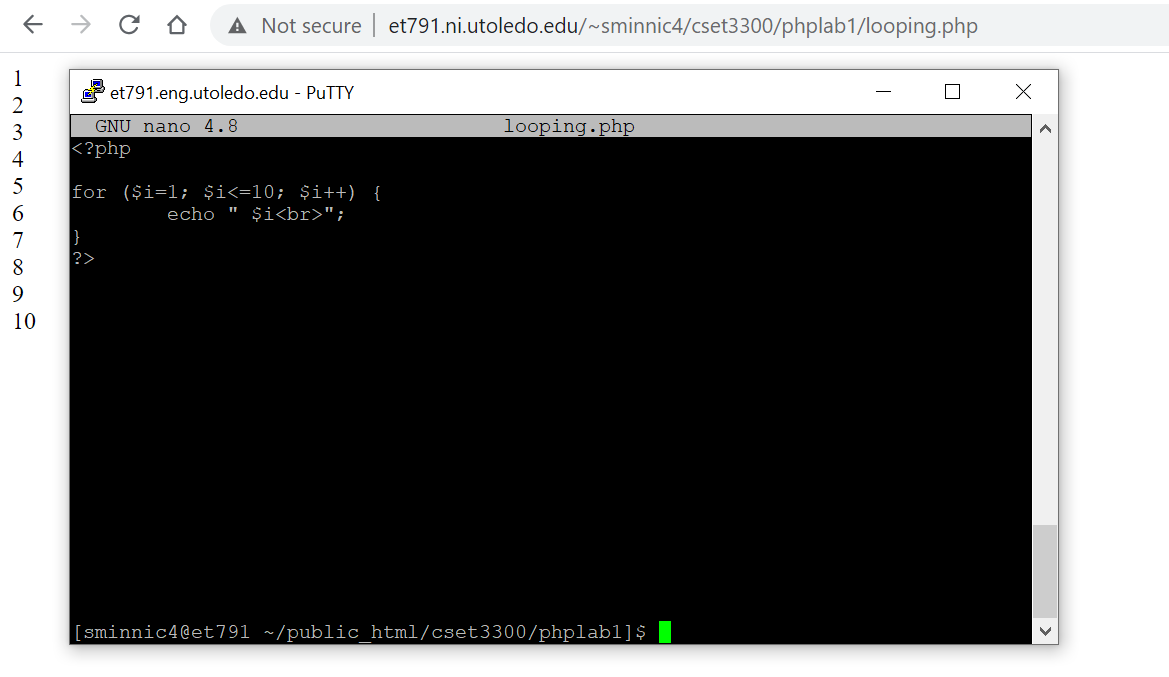 Not secure | et791.ni.utoledo.edu/~sminnic4/cset3300/phplab1/looping.php
1
2
3
4
5
6
7
8
9
10
et791.eng.utoledo.edu - PuTTY
GNU nano 4.8 looping.php
<?php
for ($i=1; $i<=10; $i++) {
echo " $i<br>";
}
?>
[sminnic4@et791 ~/public_html/cset3300/phplab1]$